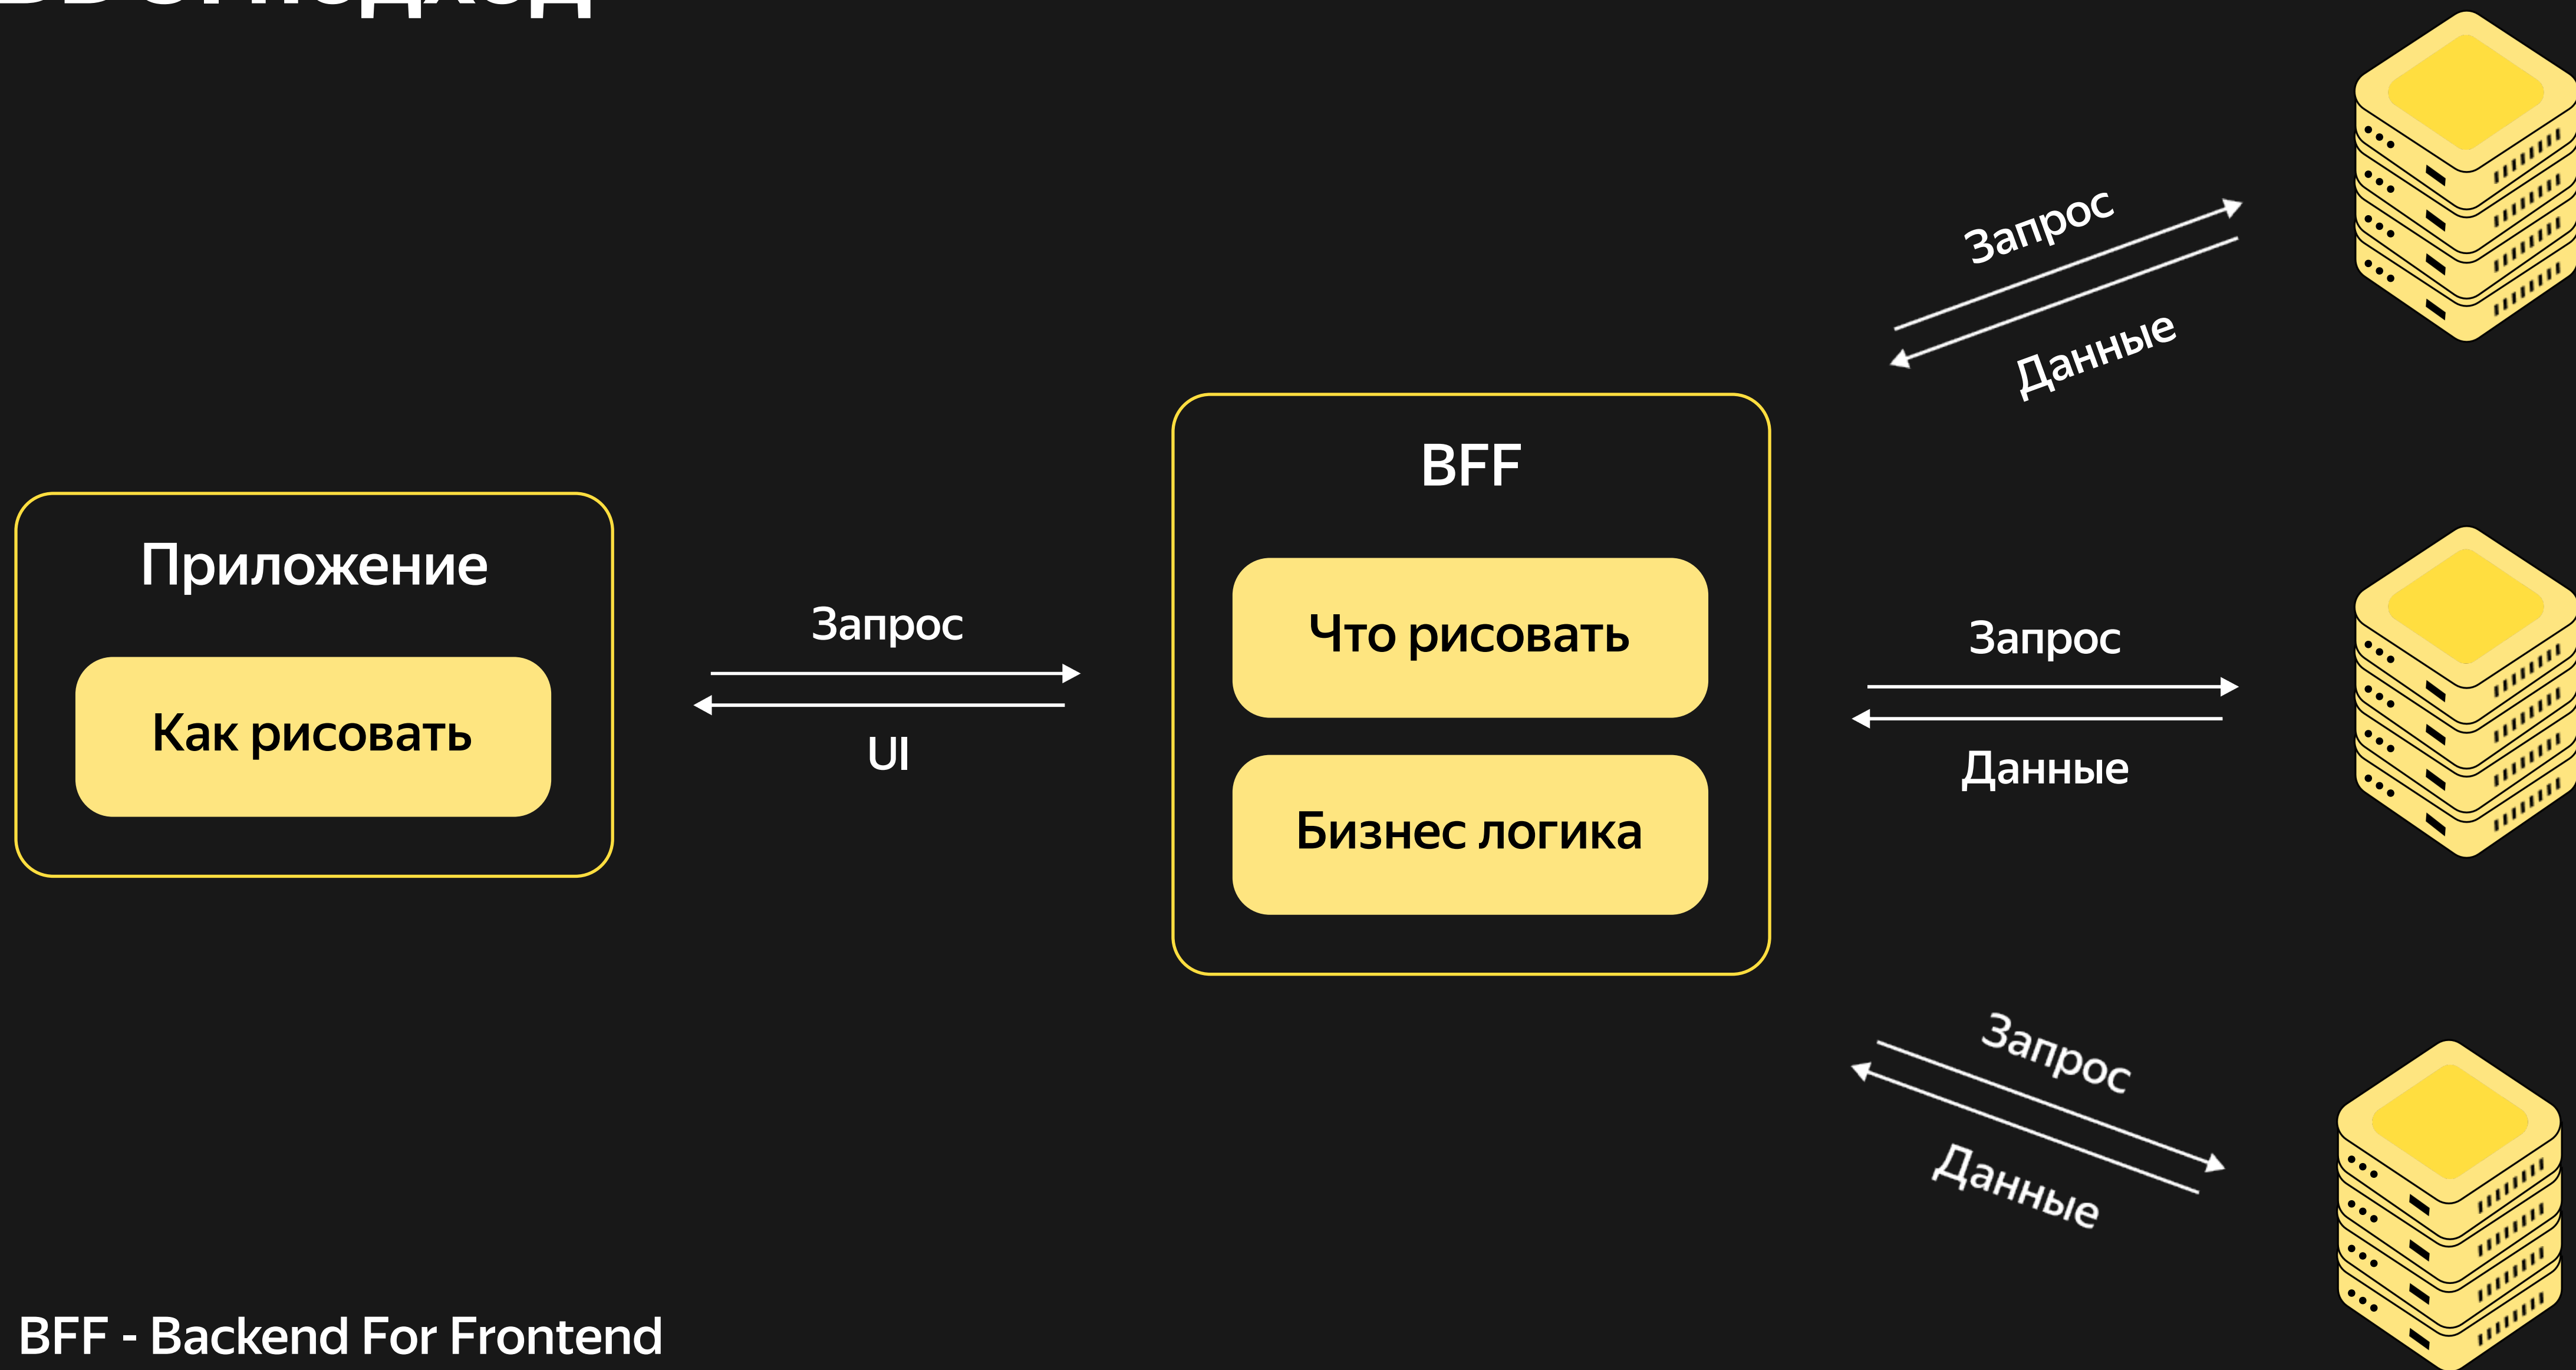 подход
Запрос
Данные
BFF
Приложение
Что рисовать
Запрос
Запрос
Как рисовать
UI
Данные
Бизнес логика
Запрос
Данные
BFF - Backend For Frontend